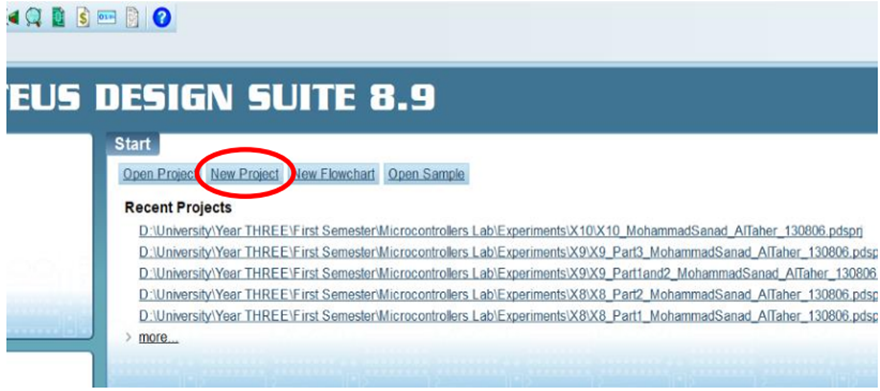 TEUS DESIGN SUITE 8.9
Start
Open Project New Project New Flowchart Open Sample
Recent Projects
D:\University\Year THREE\First Semester\Microcontrollers Lab\Experiments\X10\X10_MohammadSanad_AlTaher_130806.pdsprj
D:\University\Year THREE\First Semester\Microcontrollers Lab\Experiments\X9\X9_Part3_MohammadSanad_AlTaher_130806.pdsp
D:\University\Year THREE\First Semester\Microcontrollers Lab\Experiments\X9\X9_Part1and2_MohammadSanad_AlTaher_130806
D:\University\Year THREE\First Semester\Microcontrollers Lab\Experiments\X8\X8_Part2_MohammadSanad_AlTaher_130806.pdsp
D:\University\Year THREE\First Semester\Microcontrollers Lab\Experiments\X8\X8_Part1_MohammadSanad_AlTaher_130806.pdsp
> more...